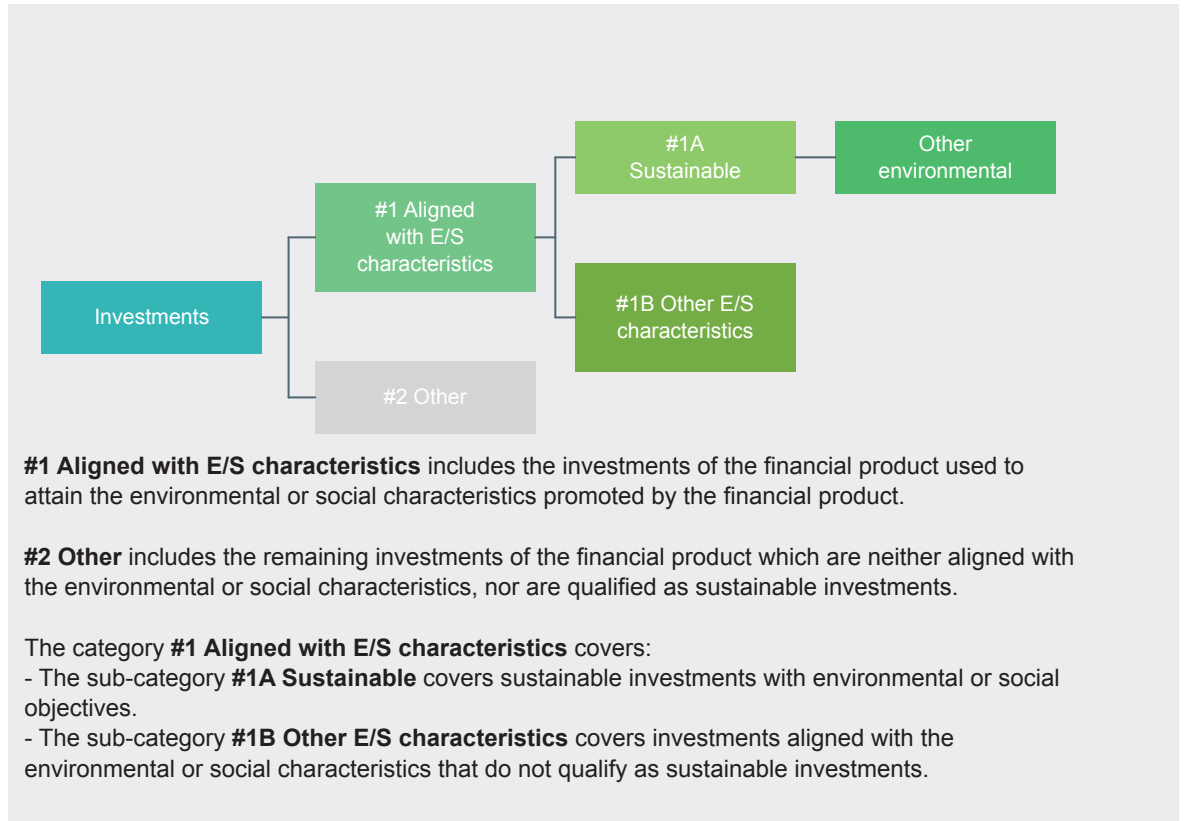 #1A
Sustainable
Other
environmental
#1 Aligned
with E/S
characteristics
Investments
#1B Other E/S
characteristics
#2 Other
#1 Aligned with E/S characteristics includes the investments of the financial product used to
attain the environmental or social characteristics promoted by the financial product.
#2 Other includes the remaining investments of the financial product which are neither aligned with
the environmental or social characteristics, nor are qualified as sustainable investments.
The category #1 Aligned with E/S characteristics covers:
- The sub-category #1A Sustainable covers sustainable investments with environmental or social
objectives.
- The sub-category #1B Other E/S characteristics covers investments aligned with the
environmental or social characteristics that do not qualify as sustainable investments.